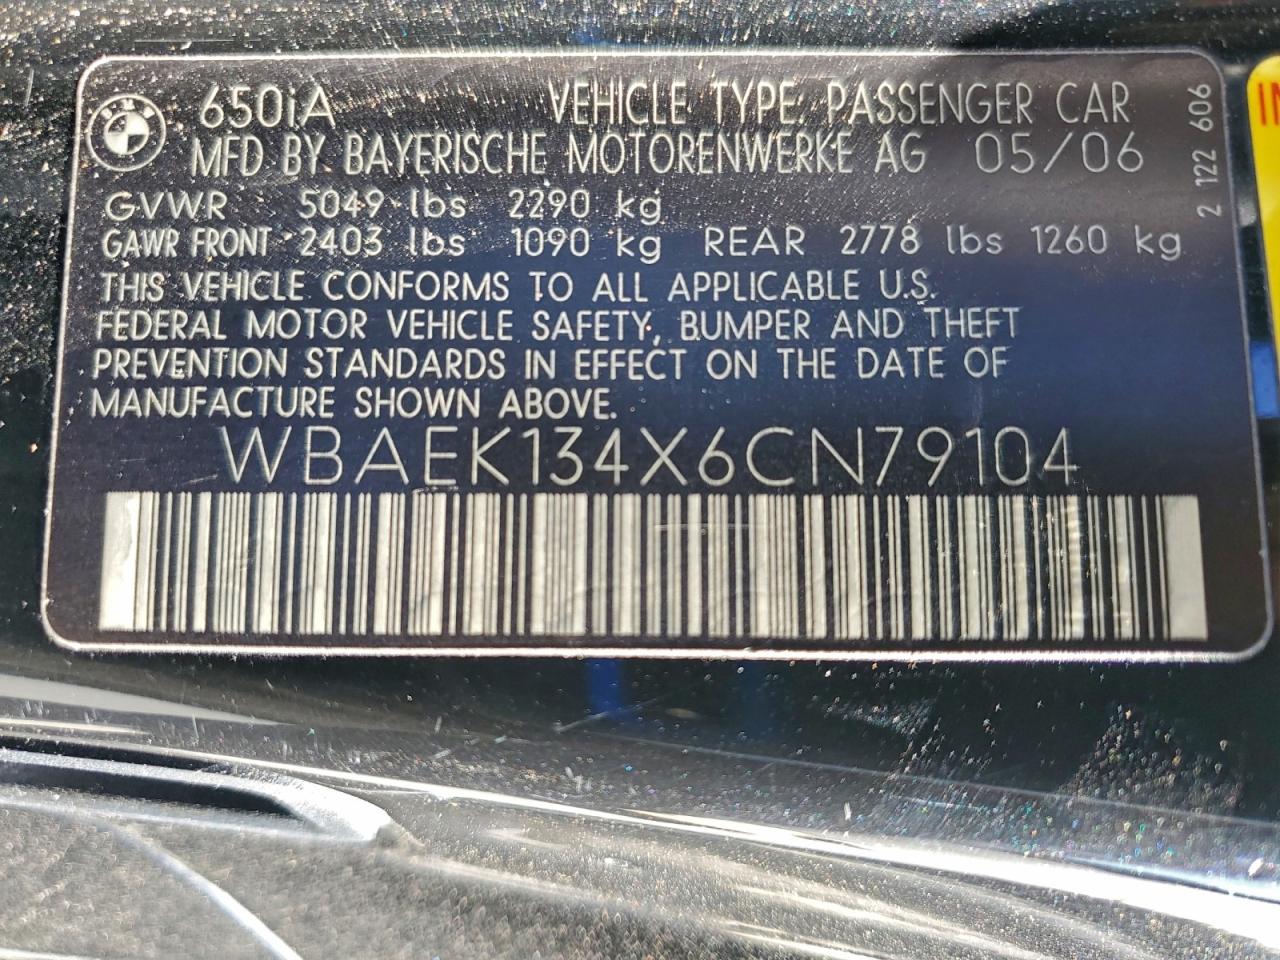 650iA VEHICLE TYPE: PASSENGER CAR
MFD BY BAYERISCHE MOTORENWERKE AG 05/06
GVWR 5049 lbs 2290 kg
GAWR FRONT 2403 lbs 1090 kg REAR 2778 lbs 1260 kg
THIS VEHICLE CONFORMS TO ALL APPLICABLE U.S.
FEDERAL MOTOR VEHICLE SAFETY, BUMPER AND THEFT
PREVENTION STANDARDS IN EFFECT ON THE DATE OF
MANUFACTURE SHOWN ABOVE.
WBAEK134X6CN79104
2 122 606